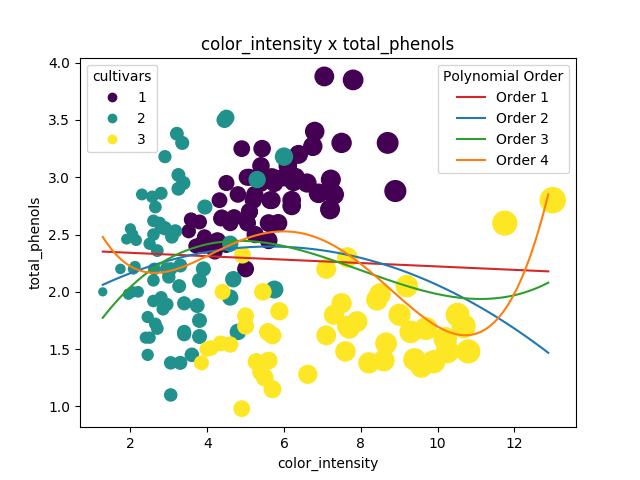 color_intensity x total_phenols
cultivars
1
2
3
Polynomial Order
Order 1
Order 2
Order 3
Order 4
total_phenols
4.0
3.5
3.0
2.5
2.0
1.5
1.0
2 4 6 8 10 12
color_intensity